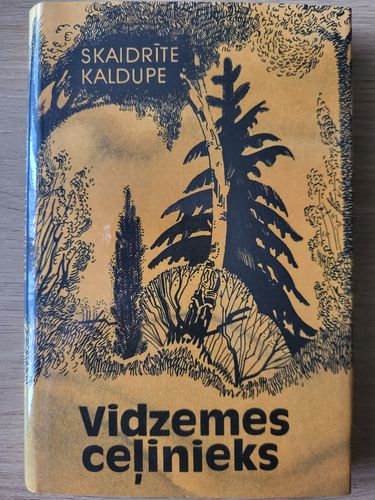 SKAIDRĪTE
KALDUPE
Vidzemes
ceļinieks